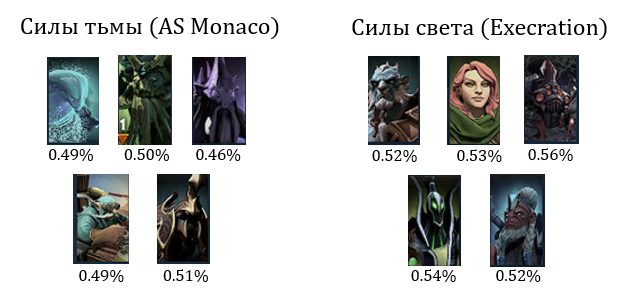 Силы тьмы (AS Monaco)
Силы света (Execration)
1
0.49% 0.50% 0.46%
0.52% 0.53% 0.56%
0.49% 0.51%
0.54% 0.52%